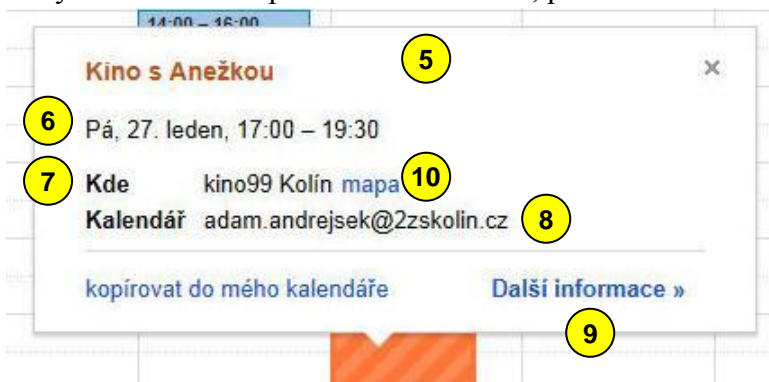 14:00 – 16:00
Kino s Anežkou 5 ×
6 Pá, 27. leden, 17:00 – 19:30
7 Kde kino99 Kolín mapa 10
Kalendář adam.andrejsek@2zskolin.cz 8
kopírovat do mého kalendáře Další informace »
9